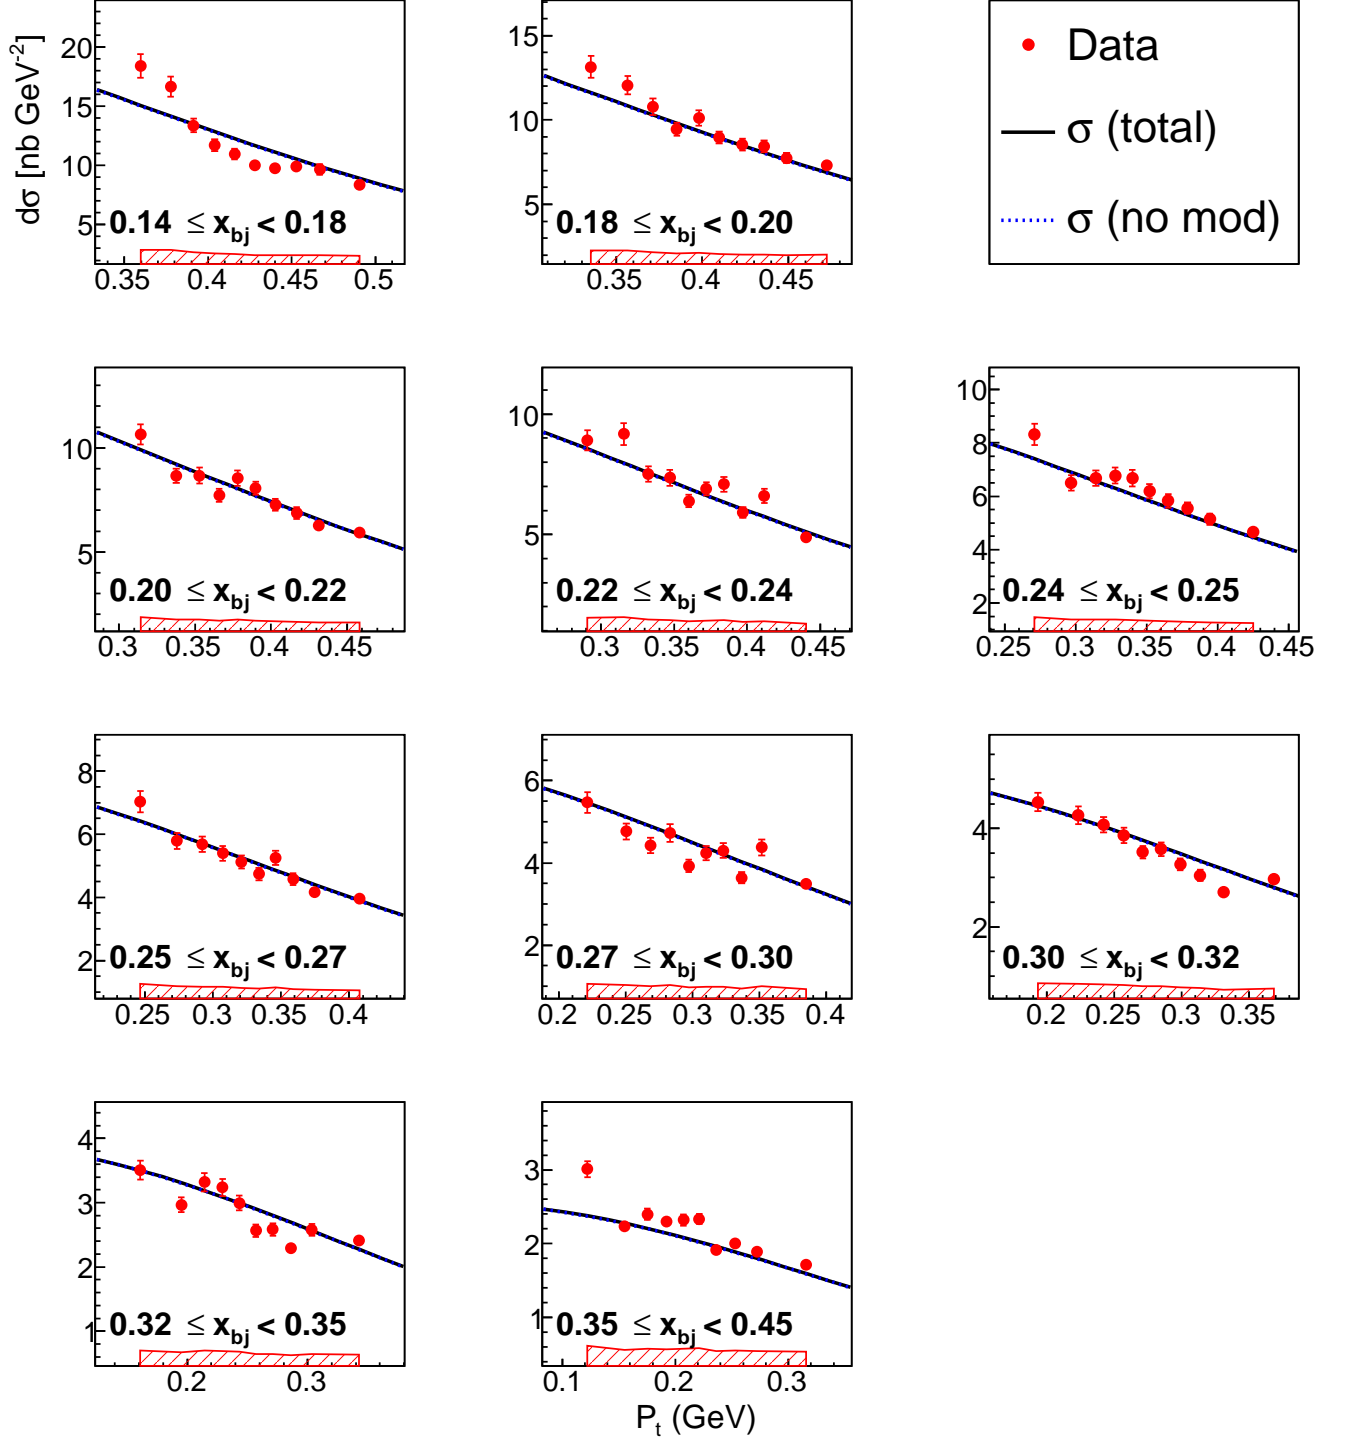 dσ [nb GeV⁻²]
20
15
10
5
0.14 ≤ x_bj < 0.18
0.35 0.4 0.45 0.5
15
10
5
0.18 ≤ x_bj < 0.20
0.35 0.4 0.45
Data
σ (total)
σ (no mod)
10
5
0.20 ≤ x_bj < 0.22
0.3 0.35 0.4 0.45
10
5
0.22 ≤ x_bj < 0.24
0.3 0.35 0.4 0.45
10
8
6
4
2
0.24 ≤ x_bj < 0.25
0.25 0.3 0.35 0.4 0.45
8
6
4
2
0.25 ≤ x_bj < 0.27
0.25 0.3 0.35 0.4
6
4
2
0.27 ≤ x_bj < 0.30
0.2 0.25 0.3 0.35 0.4
4
2
0.30 ≤ x_bj < 0.32
0.2 0.25 0.3 0.35
4
3
2
1
0.32 ≤ x_bj < 0.35
0.2 0.3
3
2
1
0.35 ≤ x_bj < 0.45
0.1 0.2 0.3
P_t (GeV)